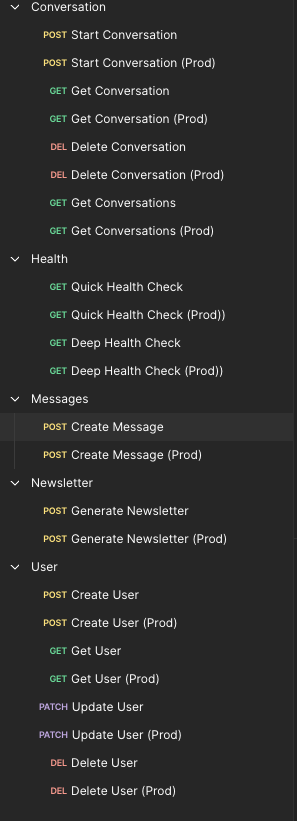 Conversation
POST Start Conversation
POST Start Conversation (Prod)
GET Get Conversation
GET Get Conversation (Prod)
DEL Delete Conversation
DEL Delete Conversation (Prod)
GET Get Conversations
GET Get Conversations (Prod)
Health
GET Quick Health Check
GET Quick Health Check (Prod))
GET Deep Health Check
GET Deep Health Check (Prod))
Messages
POST Create Message
POST Create Message (Prod)
Newsletter
POST Generate Newsletter
POST Generate Newsletter (Prod)
User
POST Create User
POST Create User (Prod)
GET Get User
GET Get User (Prod)
PATCH Update User
PATCH Update User (Prod)
DEL Delete User
DEL Delete User (Prod)